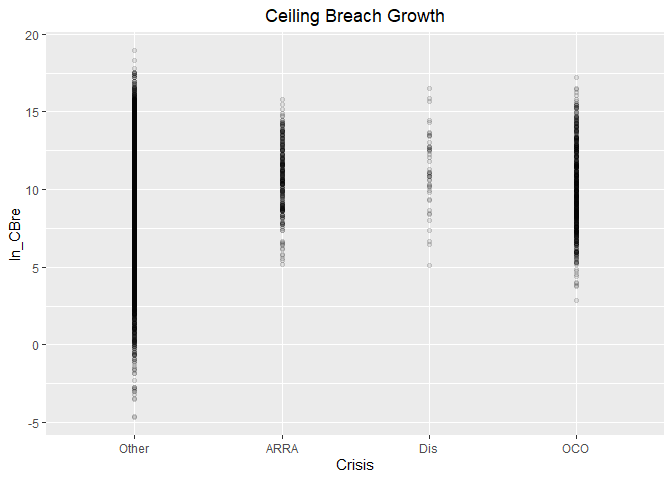 Ceiling Breach Growth
ln_CBre
20
15
10
5
0
-5
Other ARRA Dis OCO
Crisis